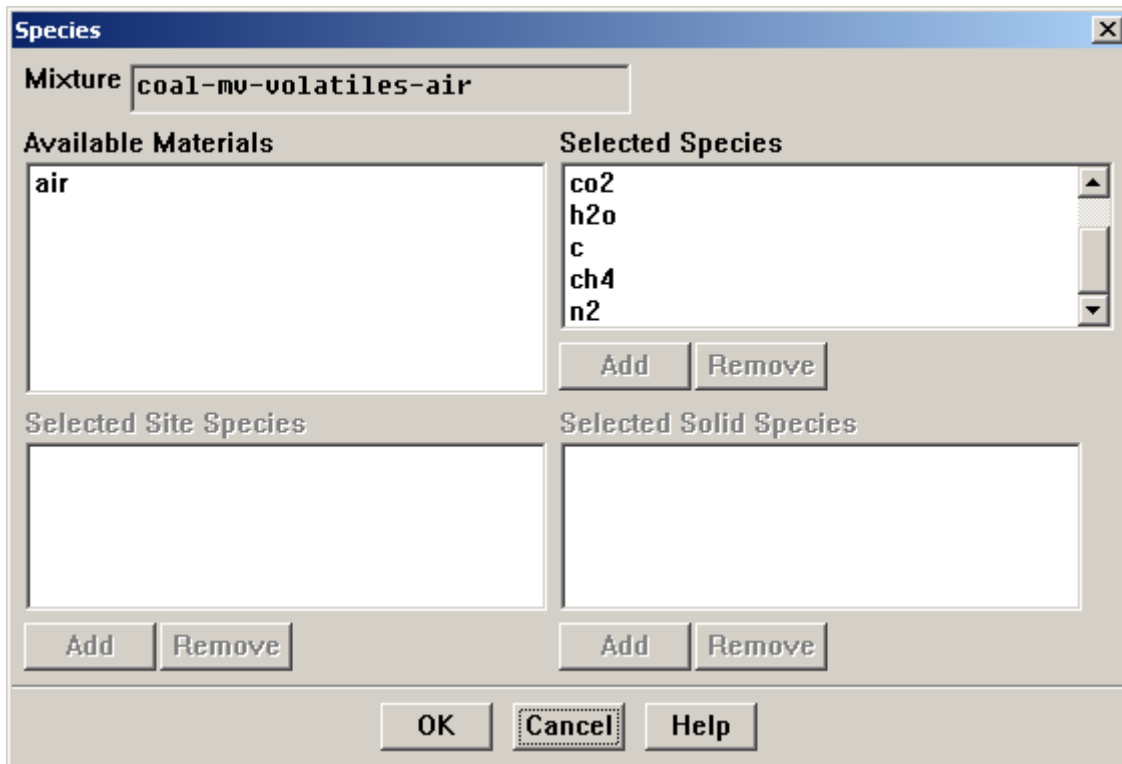 Species
Mixture coal-mv-volatiles-air
Available Materials
air
Selected Species
co2
h2o
c
ch4
n2
Add Remove
Selected Site Species
Selected Solid Species
Add Remove
Add Remove
OK Cancel Help